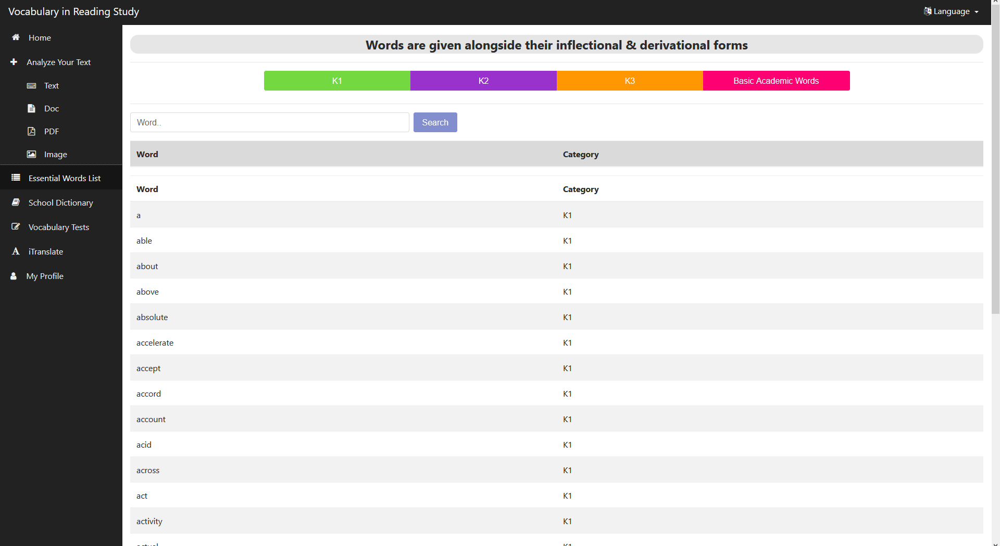 Vocabulary in Reading Study
Language
Home
Analyze Your Text
Text
Doc
PDF
Image
Essential Words List
School Dictionary
Vocabulary Tests
iTranslate
My Profile
Words are given alongside their inflectional & derivational forms
K1 K2 K3 Basic Academic Words
Word.. Search
Word Category
Word Category
a K1
able K1
about K1
above K1
absolute K1
accelerate K1
accept K1
accord K1
account K1
acid K1
across K1
act K1
activity K1